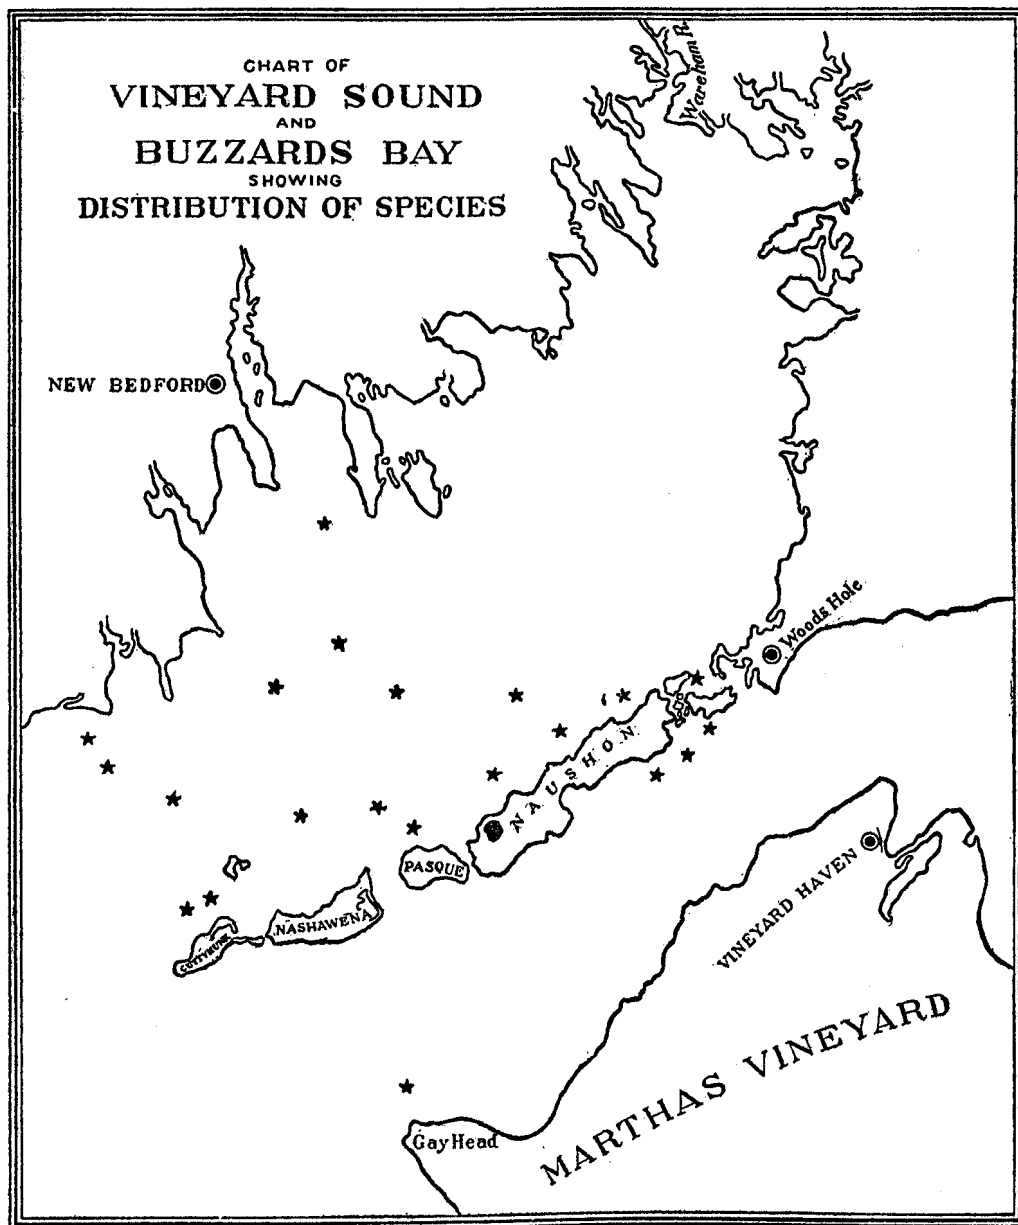 CHART OF
VINEYARD SOUND
AND
BUZZARDS BAY
SHOWING
DISTRIBUTION OF SPECIES
Wareham R.
NEW BEDFORD
Woods Hole
NAUSHON
PASQUE
NASHAWENA
CUTTYHUNK
VINEYARD HAVEN
MARTHAS VINEYARD
Gay Head